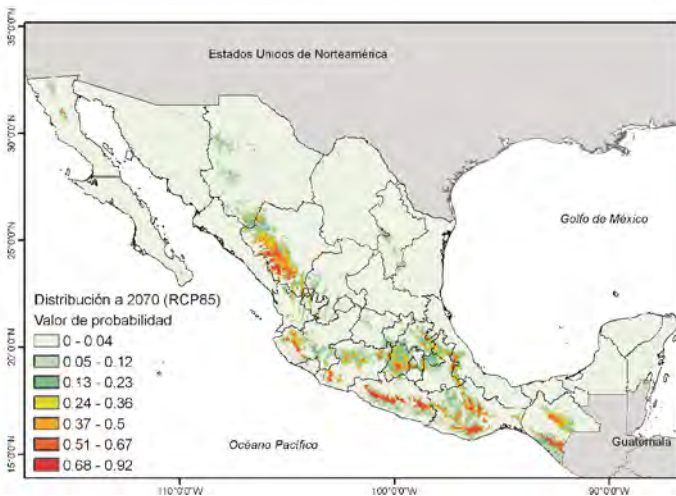 35°0'0"N
Estados Unidos de Norteamérica
30°0'0"N
Golfo de México
25°0'0"N
Distribución a 2070 (RCP85)
Valor de probabilidad
0 - 0.04
20°0'0"N
0.05 - 0.12
0.13 - 0.23
0.24 - 0.36
0.37 - 0.5
0.51 - 0.67
0.68 - 0.92
15°0'0"N
Océano Pacífico
Guatemala
110°0'0"W
100°0'0"W
90°0'0"W